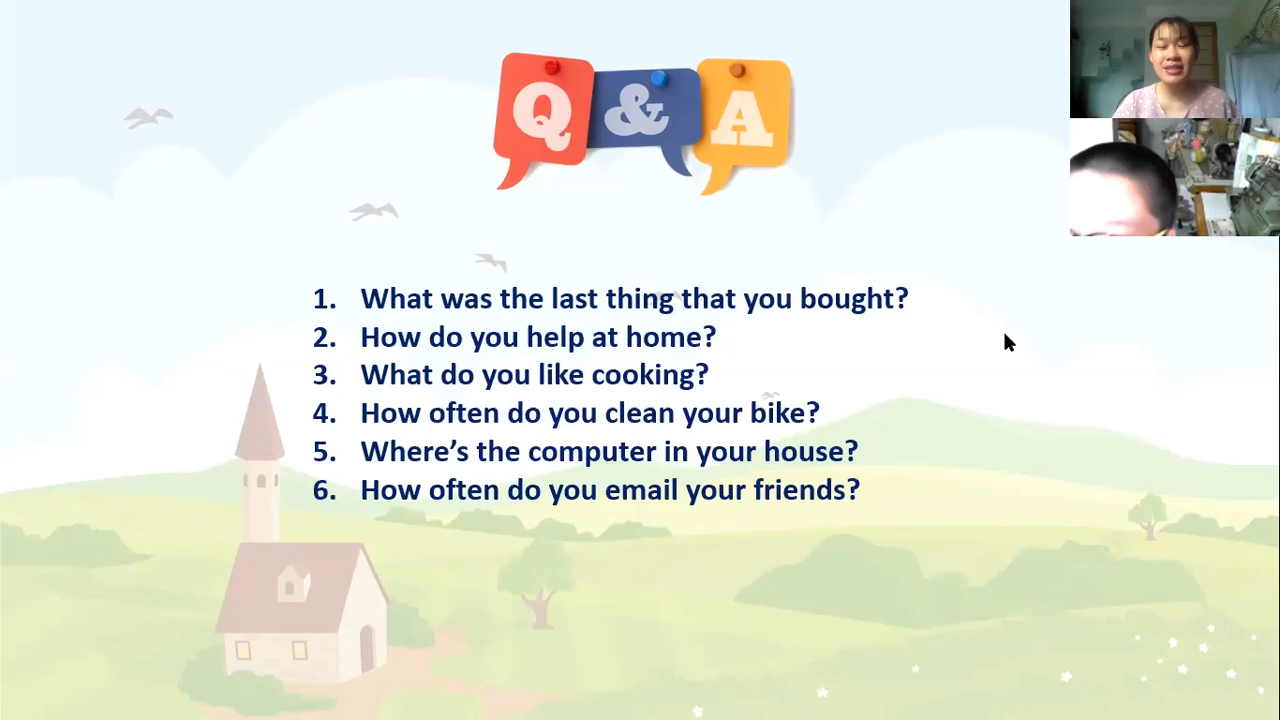 Q & A
1. What was the last thing that you bought?
2. How do you help at home?
3. What do you like cooking?
4. How often do you clean your bike?
5. Where’s the computer in your house?
6. How often do you email your friends?